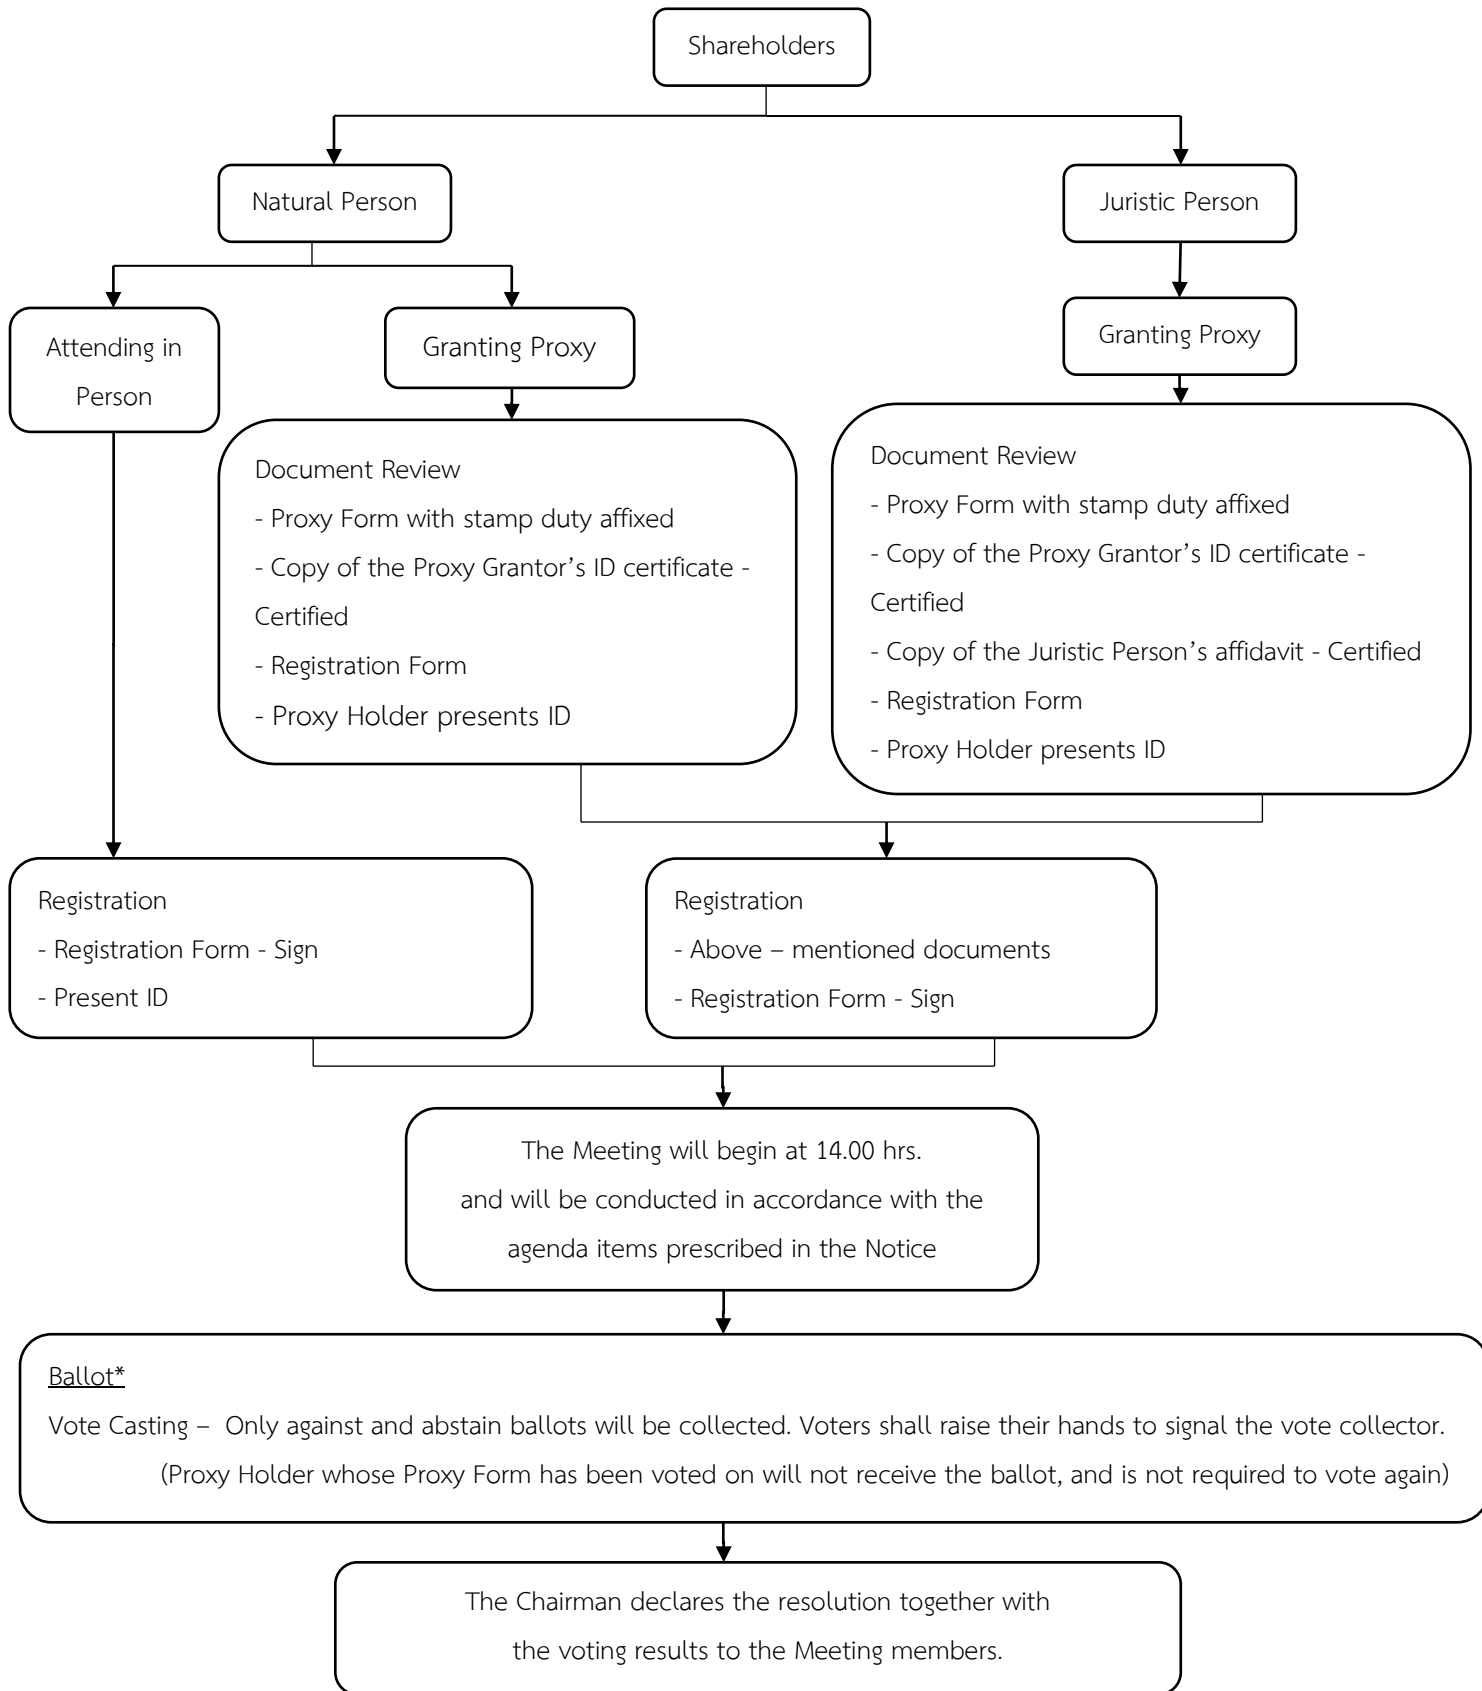 Shareholders
Natural Person
Juristic Person
Attending in
Person
Granting Proxy
Granting Proxy
Document Review
- Proxy Form with stamp duty affixed
- Copy of the Proxy Grantor’s ID certificate -
Certified
- Registration Form
- Proxy Holder presents ID
Document Review
- Proxy Form with stamp duty affixed
- Copy of the Proxy Grantor’s ID certificate -
Certified
- Copy of the Juristic Person’s affidavit - Certified
- Registration Form
- Proxy Holder presents ID
Registration
- Registration Form - Sign
- Present ID
Registration
- Above – mentioned documents
- Registration Form - Sign
The Meeting will begin at 14.00 hrs.
and will be conducted in accordance with the
agenda items prescribed in the Notice
Ballot*
Vote Casting – Only against and abstain ballots will be collected. Voters shall raise their hands to signal the vote collector.
(Proxy Holder whose Proxy Form has been voted on will not receive the ballot, and is not required to vote again)
The Chairman declares the resolution together with
the voting results to the Meeting members.